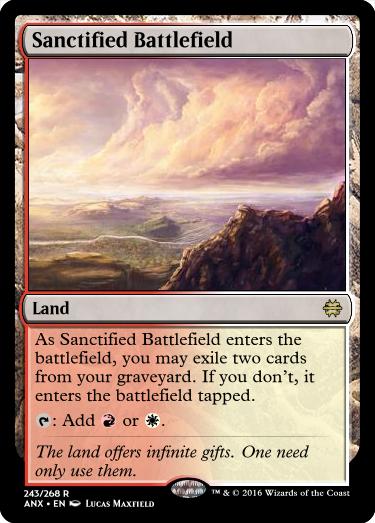 Sanctified Battlefield
Land
As Sanctified Battlefield enters the
battlefield, you may exile two cards
from your graveyard. If you don't, it
enters the battlefield tapped.
: Add or .
The land offers infinite gifts. One need
only use them.
243/268 R
ANX • EN Lucas Maxfield
™ & © 2016 Wizards of the Coast